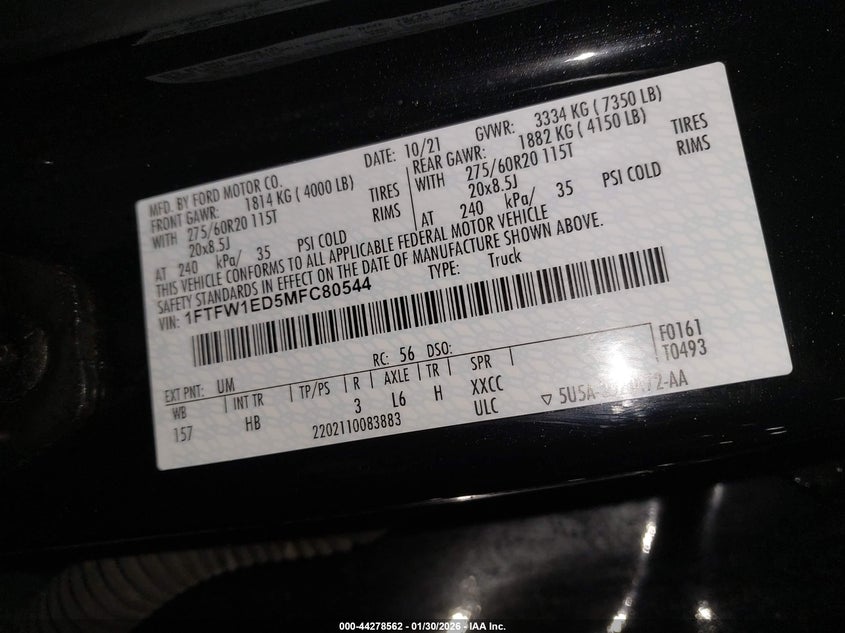 MFD. BY FORD MOTOR CO.
DATE: 10/21
GVWR: 3334 KG ( 7350 LB)
FRONT GAWR: 1814 KG ( 4000 LB)
REAR GAWR: 1882 KG ( 4150 LB)
WITH 275/60R20 115T TIRES
WITH 275/60R20 115T TIRES
20x8.5J RIMS
20x8.5J RIMS
AT 240 kPa/ 35 PSI COLD
AT 240 kPa/ 35 PSI COLD
THIS VEHICLE CONFORMS TO ALL APPLICABLE FEDERAL MOTOR VEHICLE
SAFETY STANDARDS IN EFFECT ON THE DATE OF MANUFACTURE SHOWN ABOVE.
VIN: 1FTFW1ED5MFC80544
TYPE: Truck
EXT PNT: UM RC: 56 DSO: F0161
WB INT TR TP/PS R AXLE TR SPR T0493
157 HB 3 L6 H XXCC
2202110083883 ULC
000-44278562 - 01/30/2026 - IAA Inc.